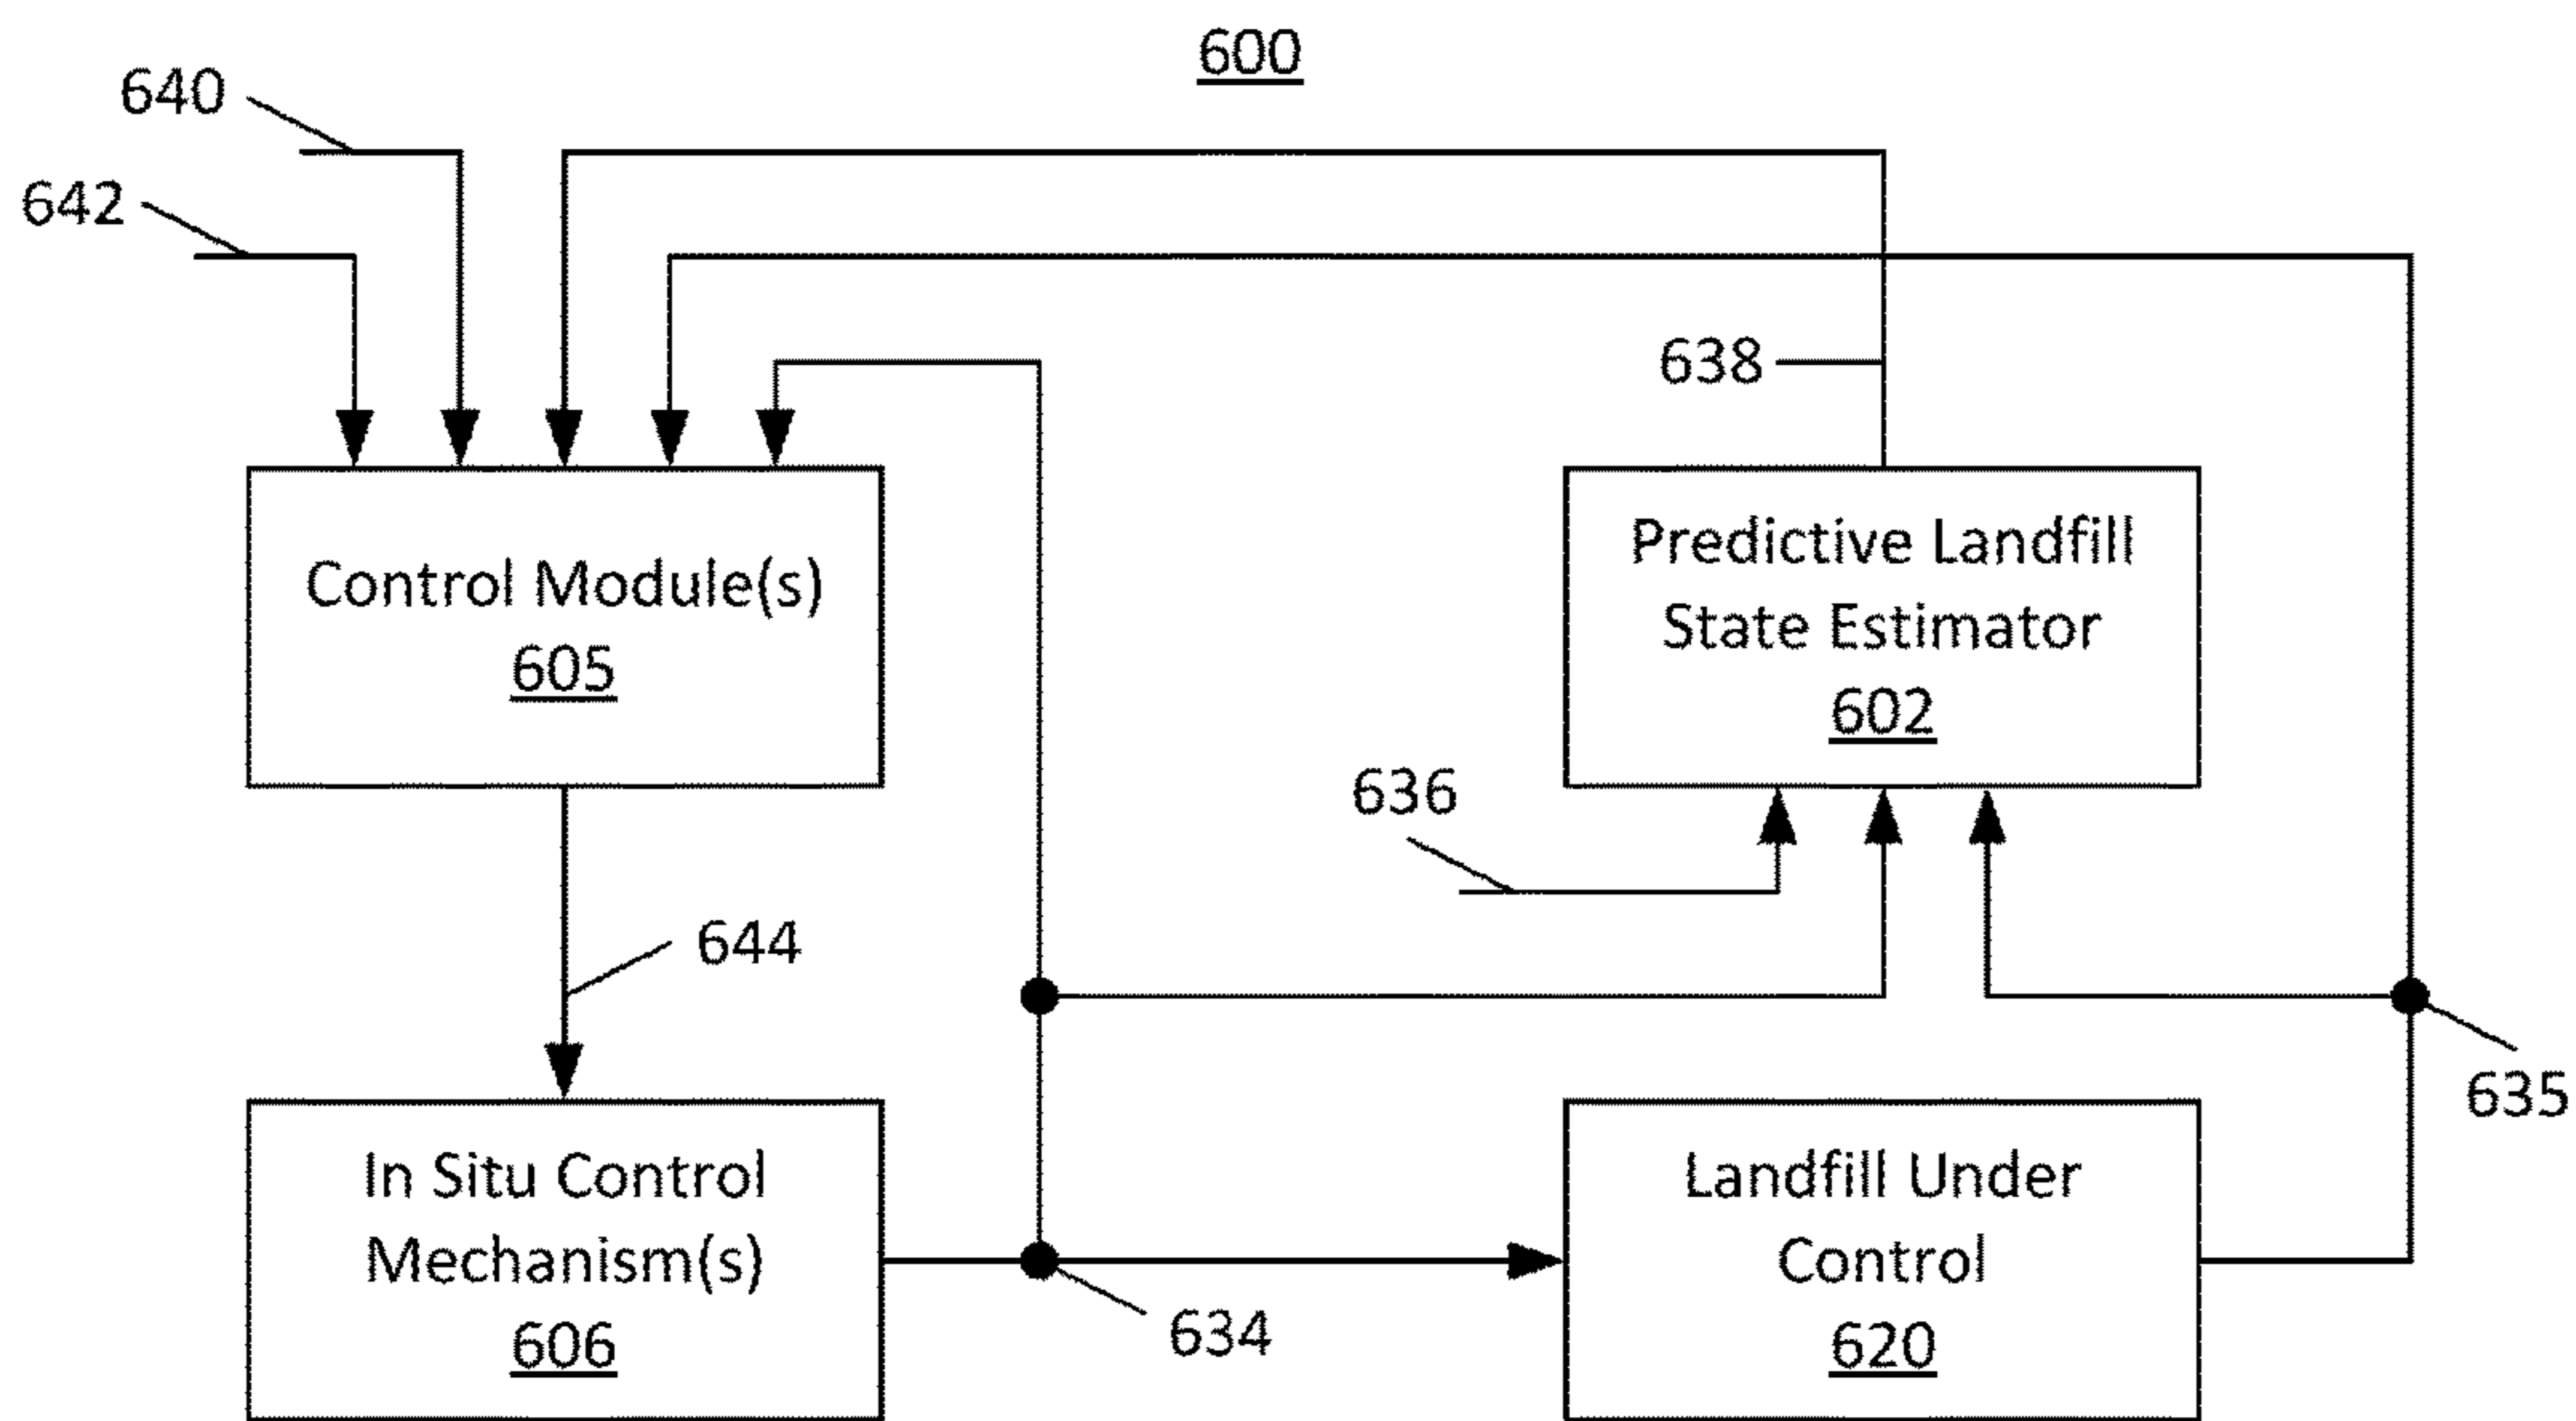 600
640
642
638
Control Module(s)
605
Predictive Landfill
State Estimator
602
636
644
635
In Situ Control
Mechanism(s)
606
634
Landfill Under
Control
620